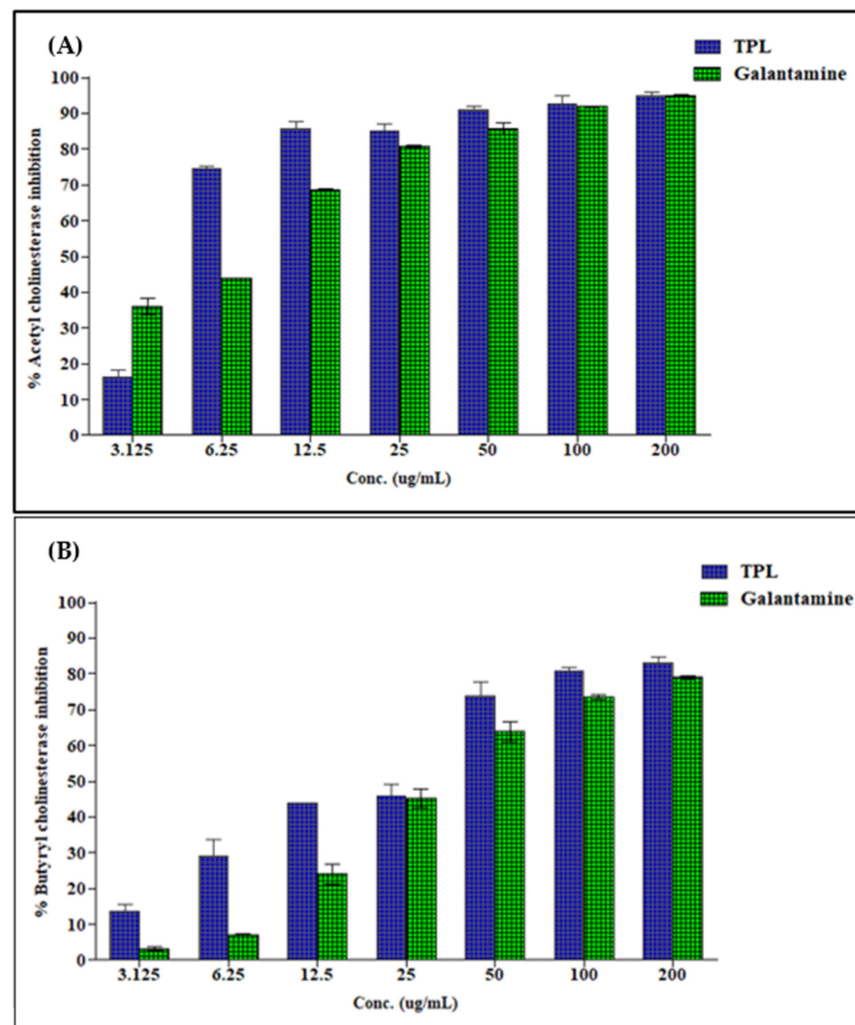 (A)
TPL
Galantamine
% Acetyl cholinesterase inhibition
100
90
80
70
60
50
40
30
20
10
0
3.125 6.25 12.5 25 50 100 200
Conc. (ug/mL)
(B)
TPL
Galantamine
% Butyryl cholinesterase inhibition
100
90
80
70
60
50
40
30
20
10
0
3.125 6.25 12.5 25 50 100 200
Conc. (ug/mL)